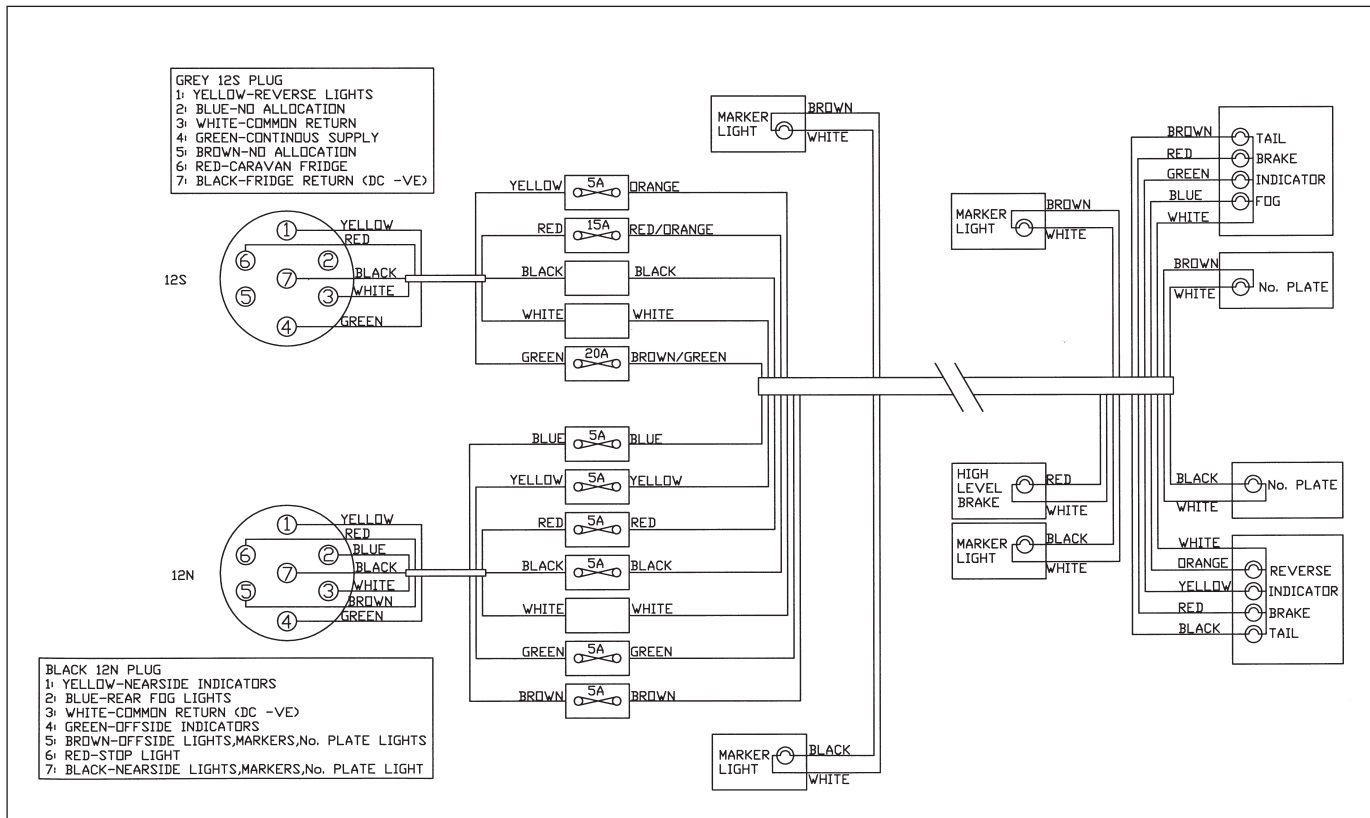 GREY 12S PLUG
1: YELLOW-REVERSE LIGHTS
2: BLUE-NO ALLOCATION
3: WHITE-COMMON RETURN
4: GREEN-CONTINOUS SUPPLY
5: BROWN-NO ALLOCATION
6: RED-CARAVAN FRIDGE
7: BLACK-FRIDGE RETURN (DC -VE)
12S
1
6
2
7
5
3
4
YELLOW
RED
BLACK
WHITE
GREEN
YELLOW 5A ORANGE
RED 15A RED/ORANGE
BLACK BLACK
WHITE WHITE
GREEN 20A BROWN/GREEN
BLUE 5A BLUE
YELLOW 5A YELLOW
RED 5A RED
BLACK 5A BLACK
WHITE WHITE
GREEN 5A GREEN
BROWN 5A BROWN
12N
1
6
2
7
5
3
4
YELLOW
RED
BLUE
BLACK
WHITE
BROWN
GREEN
BLACK 12N PLUG
1: YELLOW-NEARSIDE INDICATORS
2: BLUE-REAR FOG LIGHTS
3: WHITE-COMMON RETURN (DC -VE)
4: GREEN-OFFSIDE INDICATORS
5: BROWN-OFFSIDE LIGHTS,MARKERS,No. PLATE LIGHTS
6: RED-STOP LIGHT
7: BLACK-NEARSIDE LIGHTS,MARKERS,No. PLATE LIGHT
MARKER
LIGHT
BROWN
WHITE
MARKER
LIGHT
BLACK
WHITE
MARKER
LIGHT
BROWN
WHITE
HIGH
LEVEL
BRAKE
RED
WHITE
MARKER
LIGHT
BLACK
WHITE
BROWN TAIL
RED BRAKE
GREEN INDICATOR
BLUE FOG
WHITE
BROWN
WHITE No. PLATE
BLACK No. PLATE
WHITE
WHITE
ORANGE REVERSE
YELLOW INDICATOR
RED BRAKE
BLACK TAIL